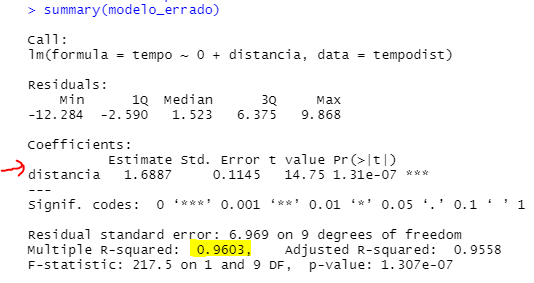 > summary(modelo_errado)
Call:
lm(formula = tempo ~ 0 + distancia, data = tempodist)
Residuals:
    Min      1Q  Median      3Q     Max
-12.284  -2.590   1.523   6.375   9.868
Coefficients:
          Estimate Std. Error t value Pr(>|t|)
distancia   1.6887     0.1145   14.75 1.31e-07 ***
---
Signif. codes:  0 ‘***’ 0.001 ‘**’ 0.01 ‘*’ 0.05 ‘.’ 0.1 ‘ ’ 1
Residual standard error: 6.969 on 9 degrees of freedom
Multiple R-squared:  0.9603,	Adjusted R-squared:  0.9558
F-statistic: 217.5 on 1 and 9 DF,  p-value: 1.307e-07